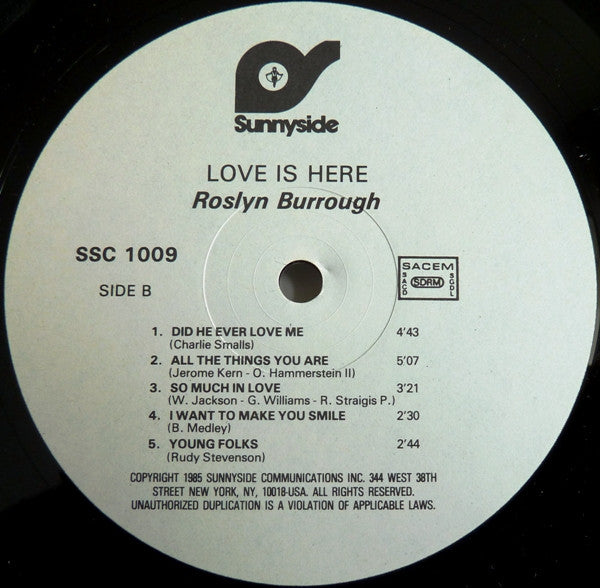 Sunnyside
LOVE IS HERE
Roslyn Burrough
SSC 1009
SIDE B
SACEM
SACD
SDRM
SGDL
1. DID HE EVER LOVE ME 4'43
(Charlie Smalls)
2. ALL THE THINGS YOU ARE 5'07
(Jerome Kern - O. Hammerstein II)
3. SO MUCH IN LOVE 3'21
(W. Jackson - G. Williams - R. Straigis P.)
4. I WANT TO MAKE YOU SMILE 2'30
(B. Medley)
5. YOUNG FOLKS 2'44
(Rudy Stevenson)
COPYRIGHT 1985 SUNNYSIDE COMMUNICATIONS INC. 344 WEST 38TH
STREET NEW YORK, NY, 10018-USA. ALL RIGHTS RESERVED.
UNAUTHORIZED DUPLICATION IS A VIOLATION OF APPLICABLE LAWS.